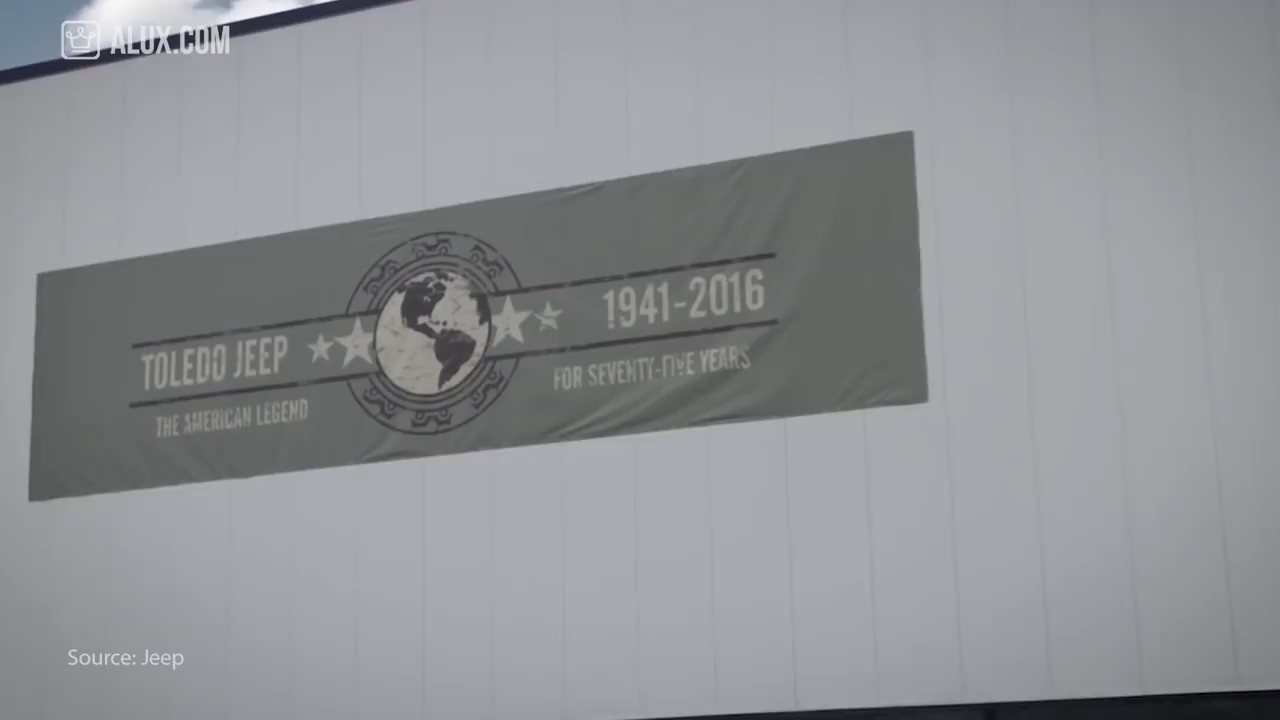 ALUX.COM
TOLEDO JEEP
THE AMERICAN LEGEND
1941-2016
FOR SEVENTY-FIVE YEARS
Source: Jeep